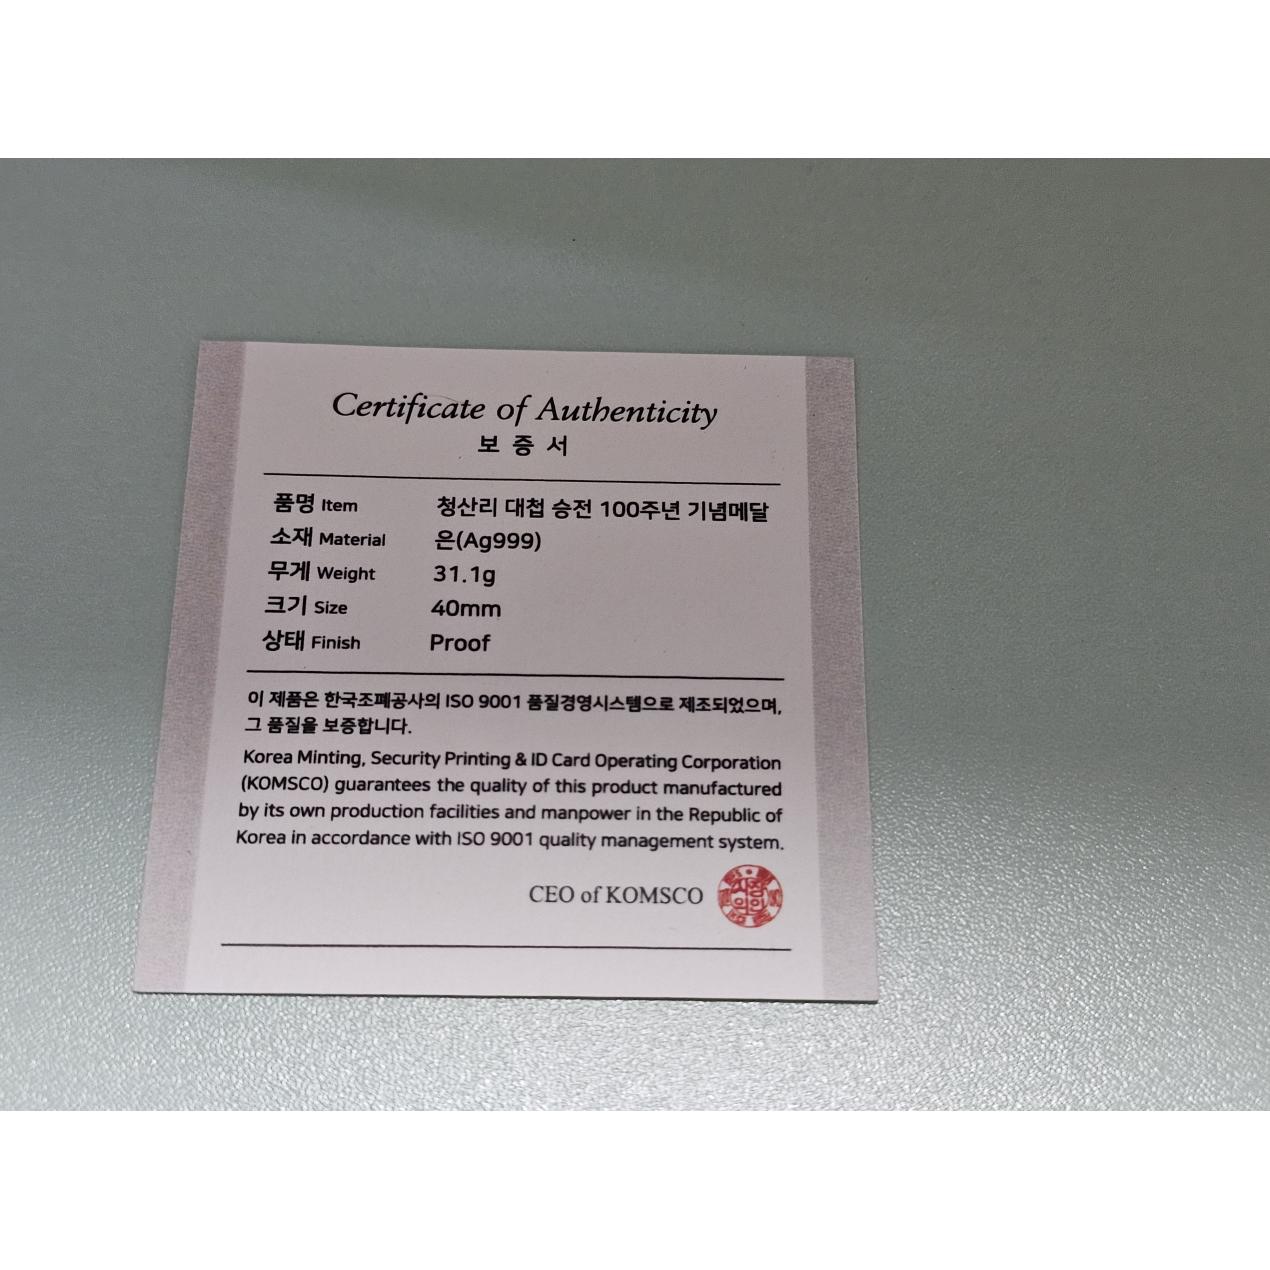 Certificate of Authenticity
보 증 서
품명 Item 청산리 대첩 승전 100주년 기념메달
소재 Material 은(Ag999)
무게 Weight 31.1g
크기 Size 40mm
상태 Finish Proof
이 제품은 한국조폐공사의 ISO 9001 품질경영시스템으로 제조되었으며,
그 품질을 보증합니다.
Korea Minting, Security Printing & ID Card Operating Corporation
(KOMSCO) guarantees the quality of this product manufactured
by its own production facilities and manpower in the Republic of
Korea in accordance with ISO 9001 quality management system.
CEO of KOMSCO